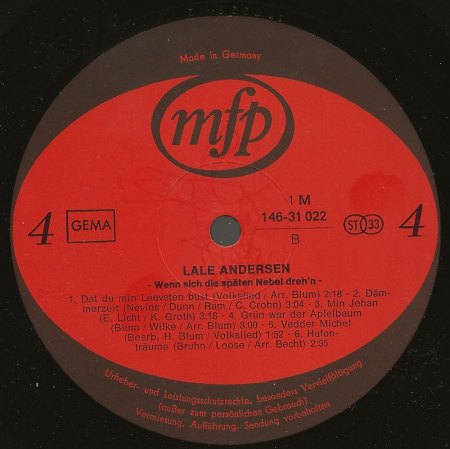 Made in Germany
mfp
1 M
146-31 022
4
GEMA
ST 33
4
B
LALE ANDERSEN
- Wenn sich die späten Nebel dreh'n -
1. Dat du min Leevsten büst (Volkslied / Arr. Blum) 2:18 · 2. Däm-
merzeit (Nevins / Dunn / Ram / C. Crohn) 3:04 · 3. Min Jehan
(E. Licht / K. Groth) 3:18 · 4. Grün war der Apfelbaum
(Blum / Wilke / Arr. Blum) 3:00 · 5. Vedder Michel
(Bearb. H. Blum / Volkslied) 1:52 · 6. Hafen-
träume (Bruhn / Loose / Arr. Becht) 2:35
Urheber- und Leistungsschutzrechte, besonders Vervielfältigung
(außer zum persönlichen Gebrauch)
Vermietung, Aufführung, Sendung vorbehalten